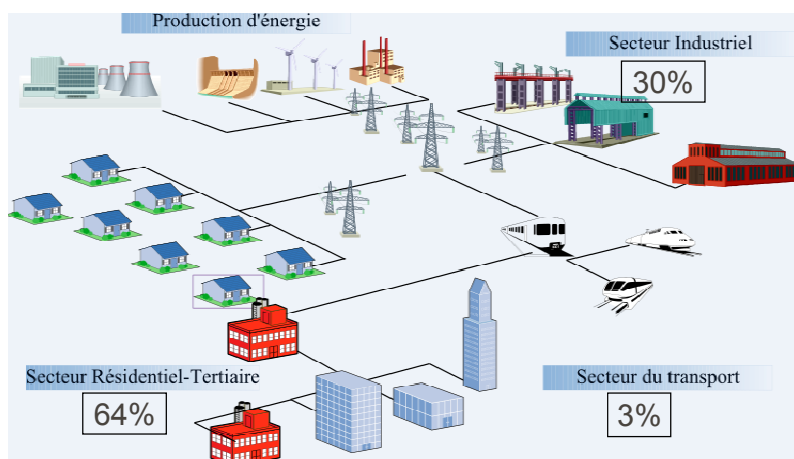 Production d'énergie
Secteur Industriel
30%
Secteur Résidentiel-Tertiaire
64%
Secteur du transport
3%